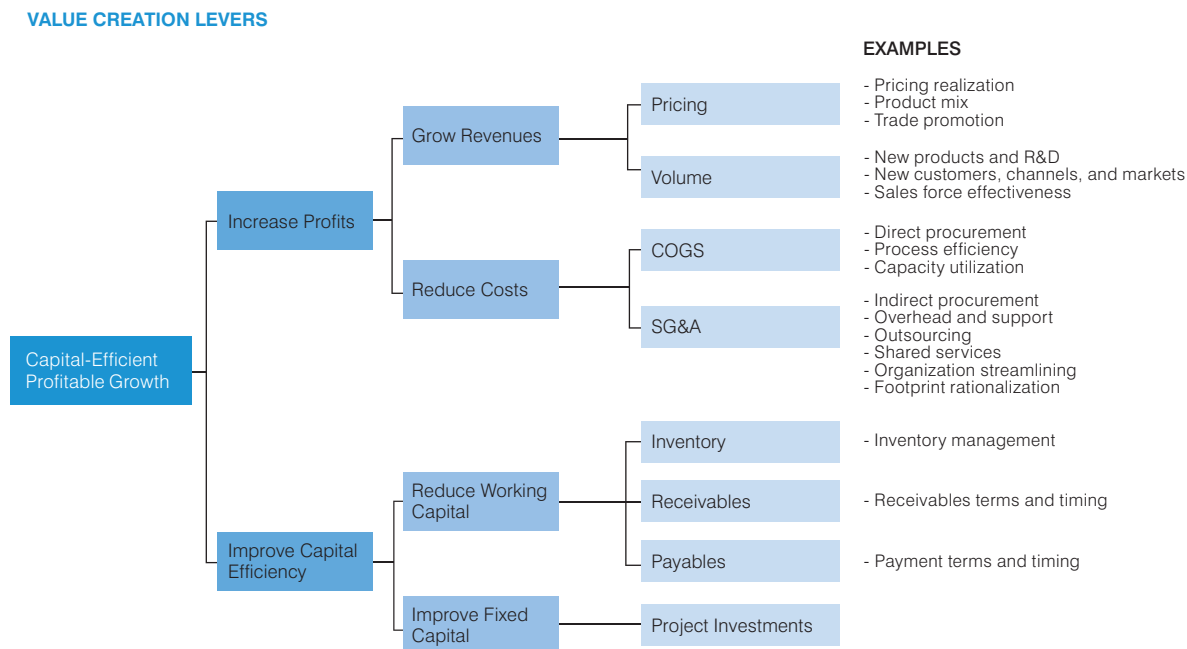 VALUE CREATION LEVERS
EXAMPLES
Capital-Efficient
Profitable Growth
Increase Profits
Grow Revenues
Pricing
- Pricing realization
- Product mix
- Trade promotion
Volume
- New products and R&D
- New customers, channels, and markets
- Sales force effectiveness
Reduce Costs
COGS
- Direct procurement
- Process efficiency
- Capacity utilization
SG&A
- Indirect procurement
- Overhead and support
- Outsourcing
- Shared services
- Organization streamlining
- Footprint rationalization
Improve Capital
Efficiency
Reduce Working
Capital
Inventory
- Inventory management
Receivables
- Receivables terms and timing
Payables
- Payment terms and timing
Improve Fixed
Capital
Project Investments